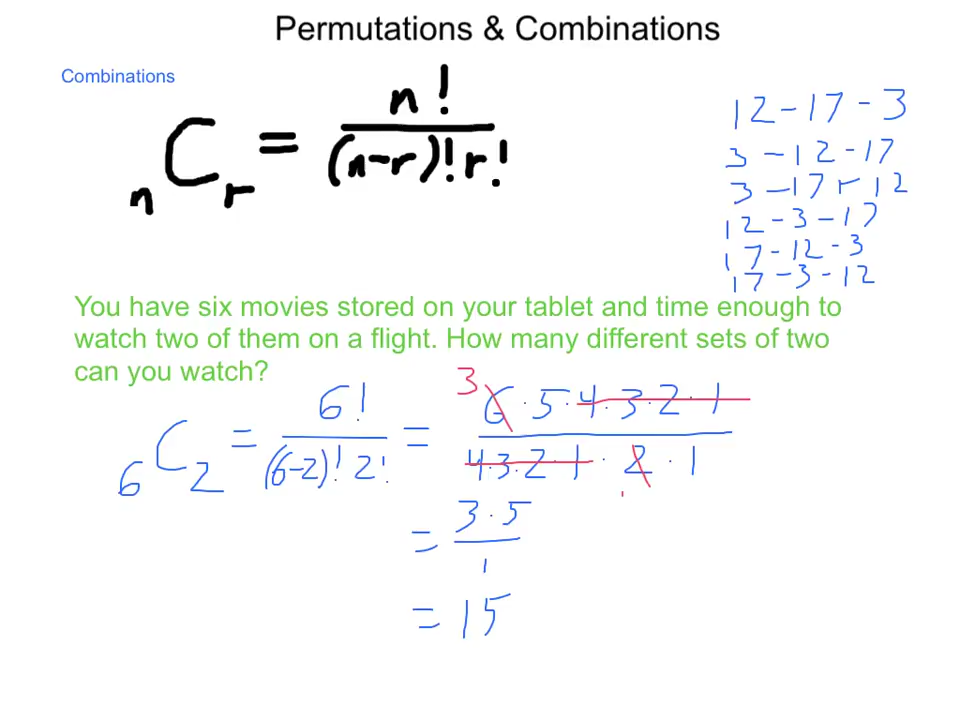 Permutations & Combinations
Combinations
nCr = n! / (n-r)! r!
12 - 17 - 3
3 - 12 - 17
3 - 17 - 12
12 - 3 - 17
17 - 12 - 3
17 - 3 - 12
You have six movies stored on your tablet and time enough to
watch two of them on a flight. How many different sets of two
can you watch?
3
6C2 = 6! / (6-2)! 2! = 6 · 5 · 4 · 3 · 2 · 1 / 4 · 3 · 2 · 1 · 2 · 1
1
= 3 · 5 / 1
= 15